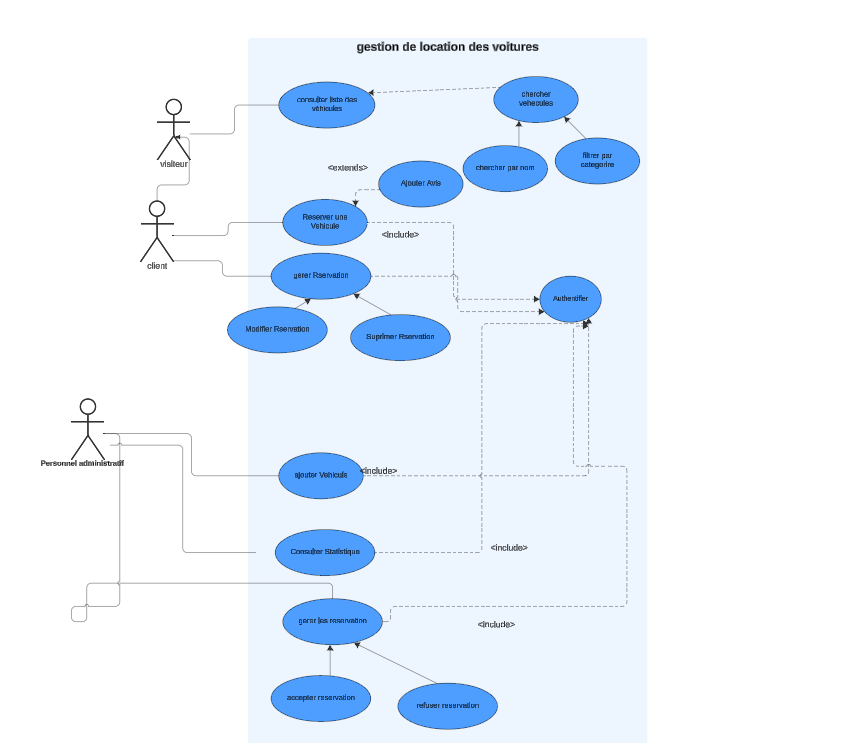 gestion de location des voitures
consulter liste des
véhicules
chercher
vehecules
visiteur
chercher par nom
filtrer par
categorire
<extends>
Ajouter Avis
Reserver une
Vehicule
<include>
client
gerer Rservation
Authentifier
Modifier Rservation
Suprimer Rservation
Personnel administratif
ajouter Vehicule
<include>
Consulter Statistique
<include>
gerer les reservation
<include>
accepter reservation
refuser reservation